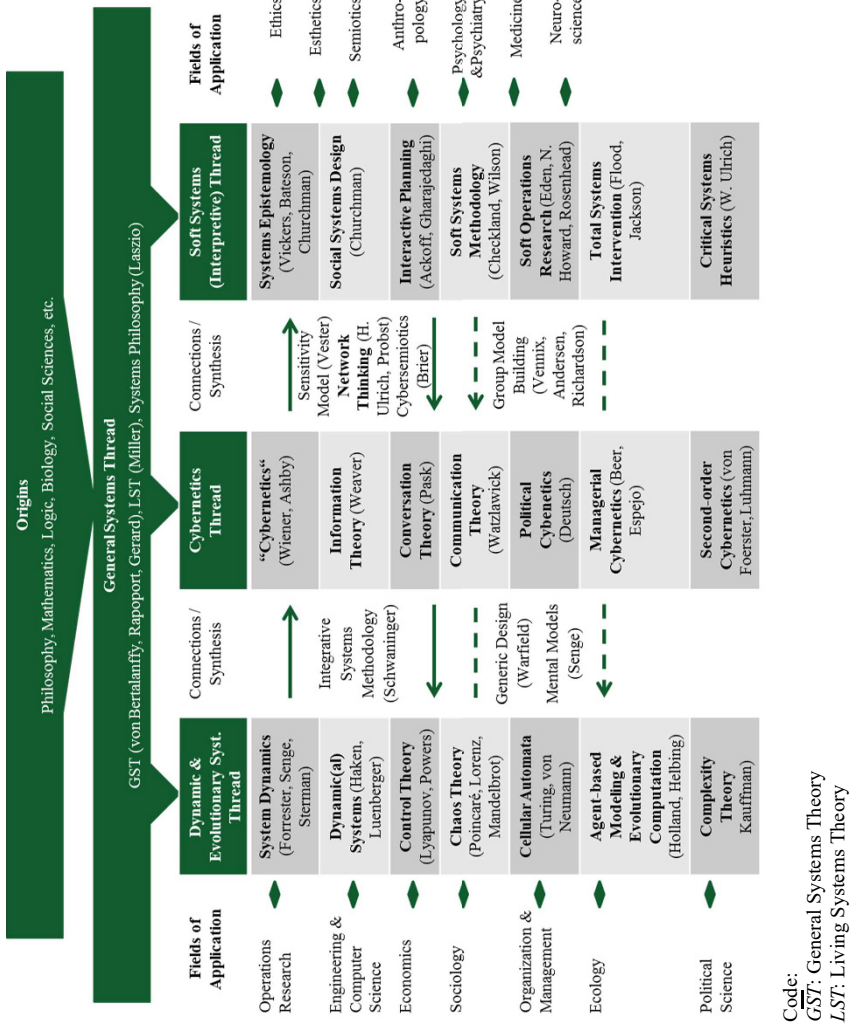 Origins
Philosophy, Mathematics, Logic, Biology, Social Sciences, etc.
General Systems Thread
GST (von Bertalanffy, Rapoport, Gerard), LST (Miller), Systems Philosophy (Laszio)
Fields of
Application
Operations
Research
Engineering &
Computer
Science
Economics
Sociology
Organization &
Management
Ecology
Political
Science
Dynamic &
Evolutionary Syst.
Thread
System Dynamics
(Forrester, Senge,
Sterman)
Dynamic(al)
Systems (Haken,
Luenberger)
Control Theory
(Lyapunov, Powers)
Chaos Theory
(Poincaré, Lorenz,
Mandelbrot)
Cellular Automata
(Turing, von
Neumann)
Agent-based
Modeling &
Evolutionary
Computation
(Holland, Helbing)
Complexity
Theory
Kauffman)
Connections /
Synthesis
Integrative
Systems
Methodology
(Schwaninger)
Generic Design
(Warfield)
Mental Models
(Senge)
Cybernetics
Thread
“Cybernetics“
(Wiener, Ashby)
Information
Theory (Weaver)
Conversation
Theory (Pask)
Communication
Theory
(Watzlawick)
Political
Cybenetics
(Deutsch)
Managerial
Cybernetics (Beer,
Espejo)
Second-order
Cybernetics (von
Foerster, Luhmann)
Connections /
Synthesis
Sensitivity
Model (Vester)
Network
Thinking (H.
Ulrich, Probst)
Cybersemiotics
(Brier)
Group Model
Building
(Vennix,
Andersen,
Richardson)
Soft Systems
(Interpretive) Thread
Systems Epistemology
(Vickers, Bateson,
Churchman)
Social Systems Design
(Churchman)
Interactive Planning
(Ackoff, Gharajedaghi)
Soft Systems
Methodology
(Checkland, Wilson)
Soft Operations
Research (Eden, N.
Howard, Rosenhead)
Total Systems
Intervention (Flood,
Jackson)
Critical Systems
Heuristics (W. Ulrich)
Fields of
Application
Ethics
Esthetics
Semiotics
Anthro-
pology
Psychology
&Psychiatry
Medicine
Neuro-
science
Code:
GST: General Systems Theory
LST: Living Systems Theory